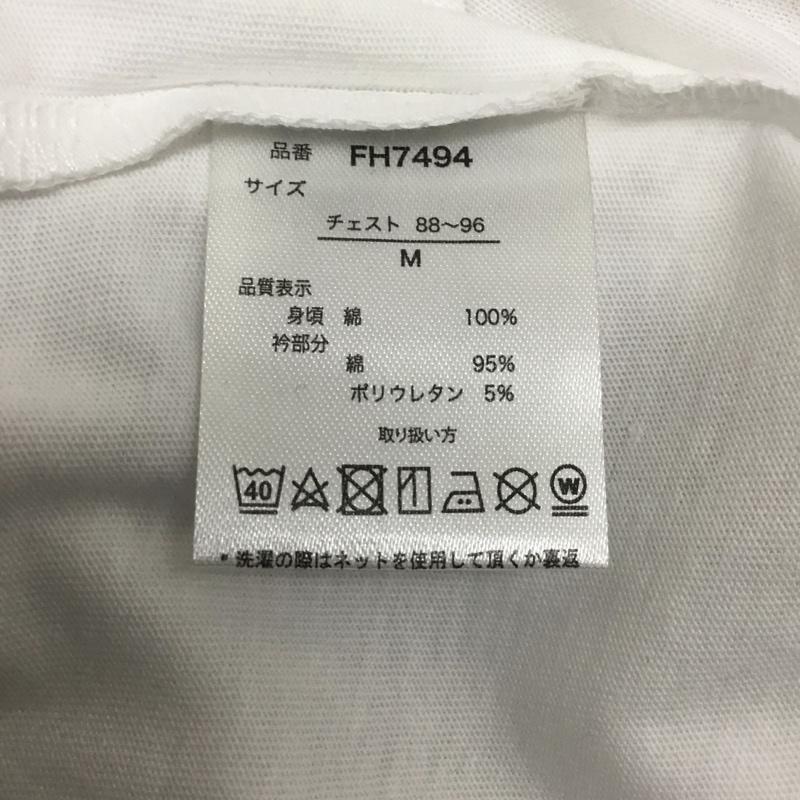 品番 FH7494
サイズ
チェスト 88～96
M
品質表示
身頃 綿 100%
衿部分
綿 95%
ポリウレタン 5%
取り扱い方
40 W
* 洗濯の際はネットを使用して頂くか裏返